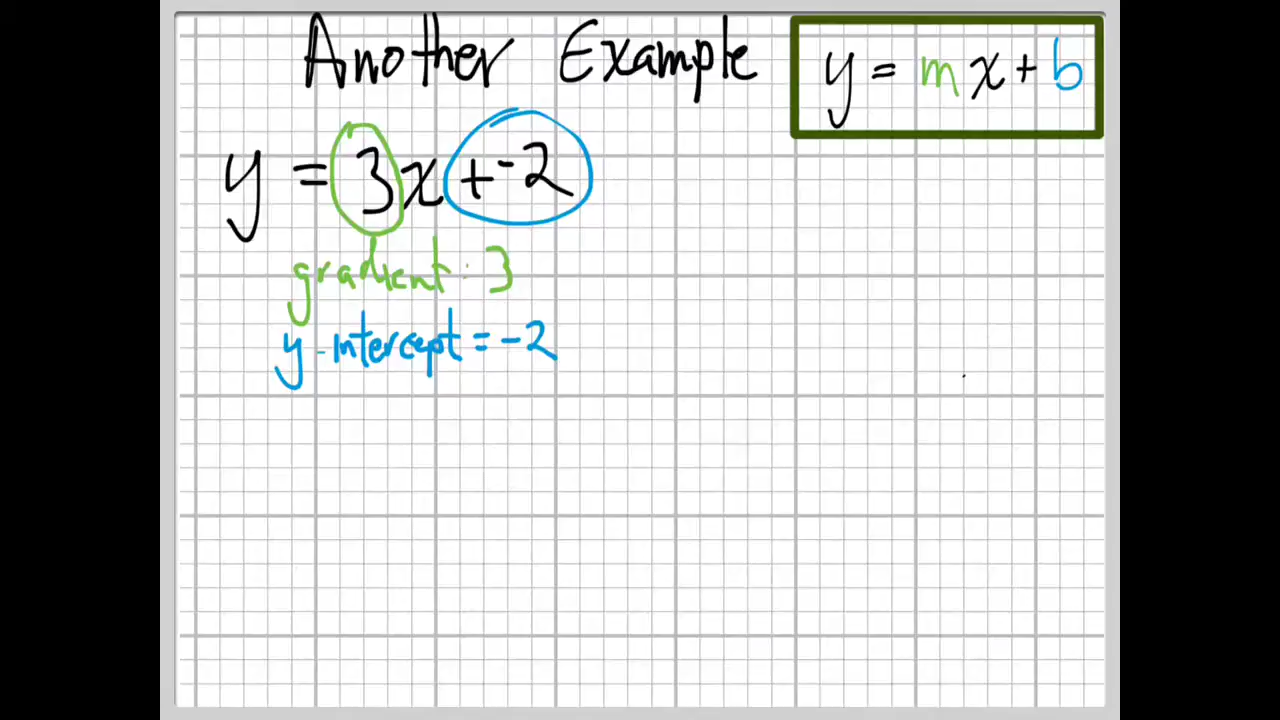 Another Example
y = mx + b
y = 3x + -2
gradient = 3
y-intercept = -2